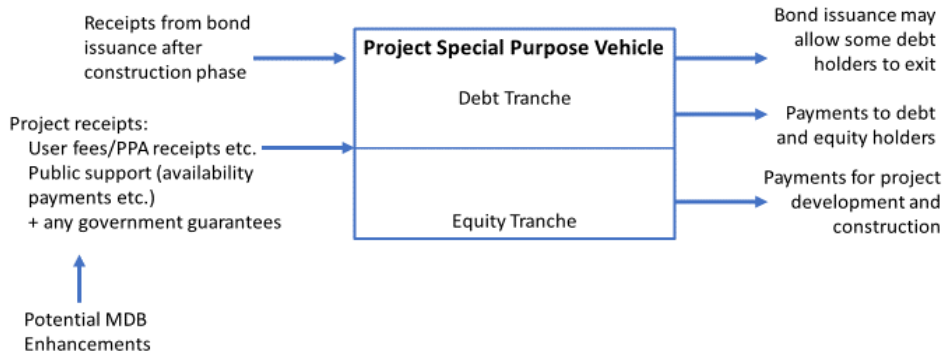 Receipts from bond
issuance after
construction phase
Project receipts:
User fees/PPA receipts etc.
Public support (availability
payments etc.)
+ any government guarantees
Potential MDB
Enhancements
Project Special Purpose Vehicle
Debt Tranche
Equity Tranche
Bond issuance may
allow some debt
holders to exit
Payments to debt
and equity holders
Payments for project
development and
construction